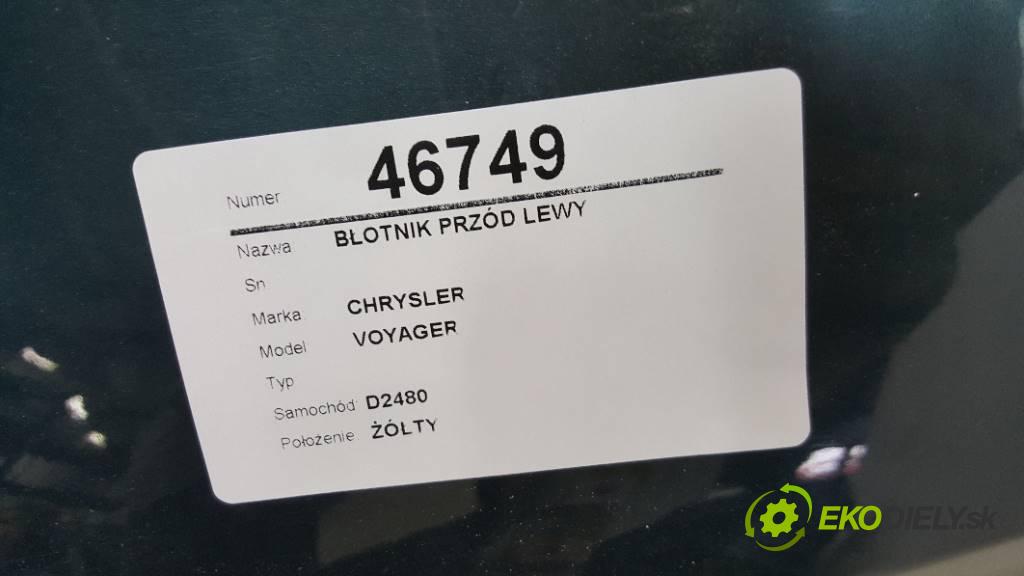 Numer 46749
Nazwa BŁOTNIK PRZÓD LEWY
Sn
Marka CHRYSLER
Model VOYAGER
Typ
Samochód D2480
Położenie ŻÓŁTY
EKODIELY.sk